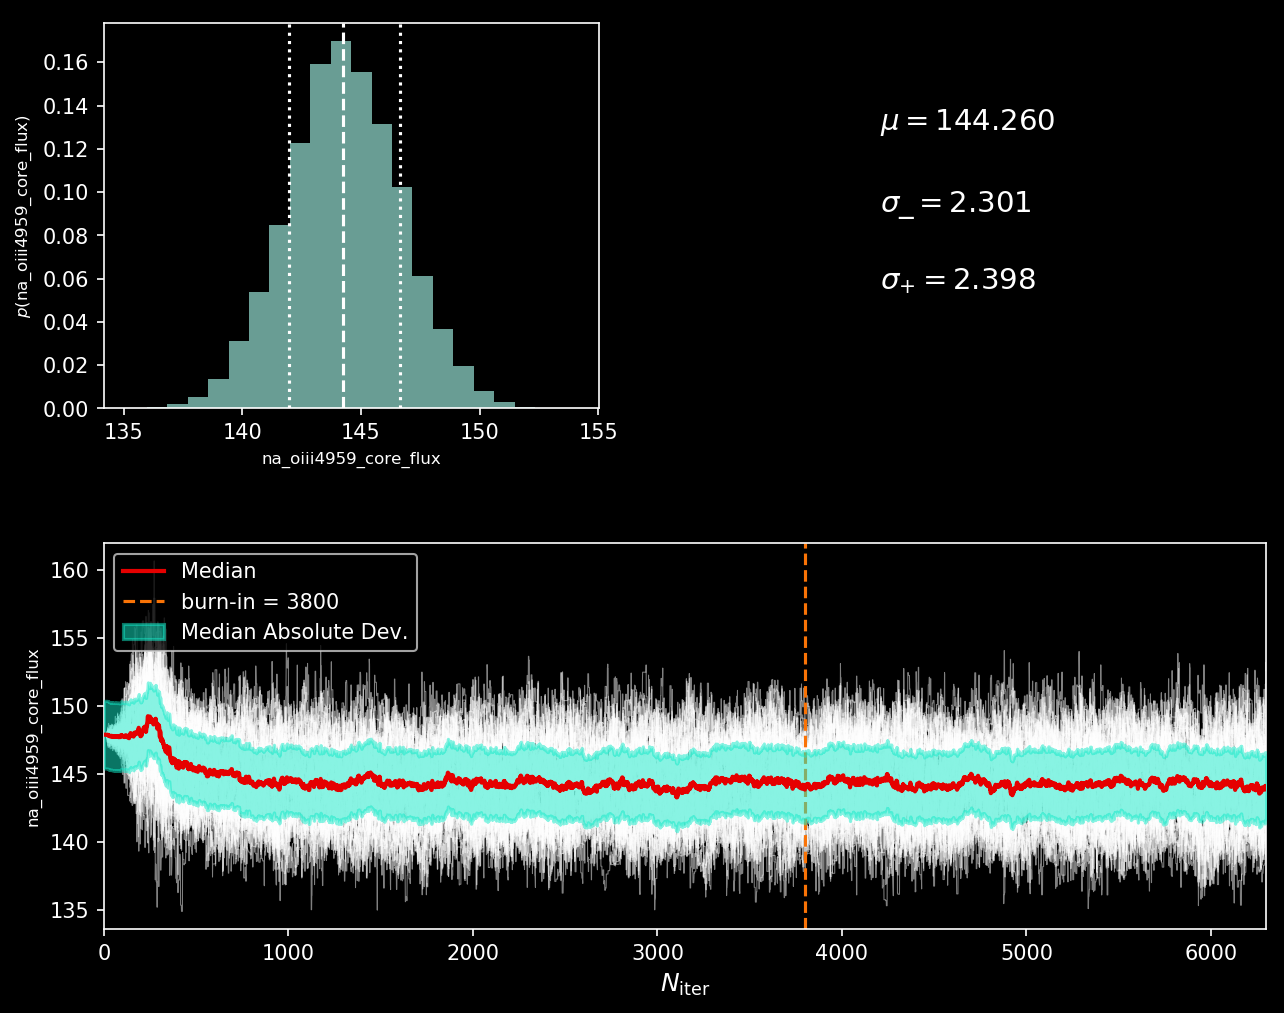 0.16
0.14
0.12
0.10
0.08
0.06
0.04
0.02
0.00
p(na_oiii4959_core_flux)
135 140 145 150 155
na_oiii4959_core_flux
μ = 144.260
σ₋ = 2.301
σ₊ = 2.398
Median
burn-in = 3800
Median Absolute Dev.
160
155
150
145
140
135
na_oiii4959_core_flux
0 1000 2000 3000 4000 5000 6000
N_iter